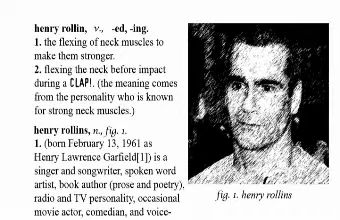 henry rollin, v., -ed, -ing.
1. the flexing of neck muscles to
make them stronger.
2. flexing the neck before impact
during a CLAP!. (the meaning comes
from the personality who is known
for strong neck muscles.)
henry rollins, n., fig. 1.
1. (born February 13, 1961 as
Henry Lawrence Garfield[1]) is a
singer and songwriter, spoken word
artist, book author (prose and poetry),
radio and TV personality, occasional
movie actor, comedian, and voice-
fig. 1. henry rollins